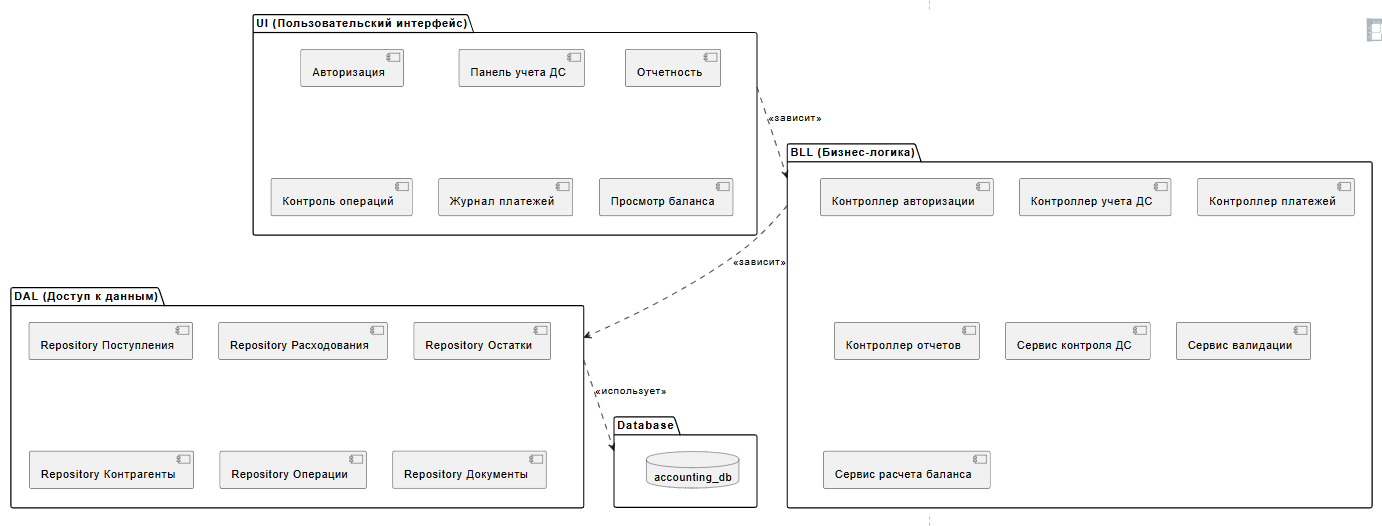 UI (Пользовательский интерфейс)
Авторизация
Панель учета ДС
Отчетность
Контроль операций
Журнал платежей
Просмотр баланса
«зависит»
BLL (Бизнес-логика)
Контроллер авторизации
Контроллер учета ДС
Контроллер платежей
Контроллер отчетов
Сервис контроля ДС
Сервис валидации
Сервис расчета баланса
«зависит»
DAL (Доступ к данным)
Repository Поступления
Repository Расходования
Repository Остатки
Repository Контрагенты
Repository Операции
Repository Документы
«использует»
Database
accounting_db